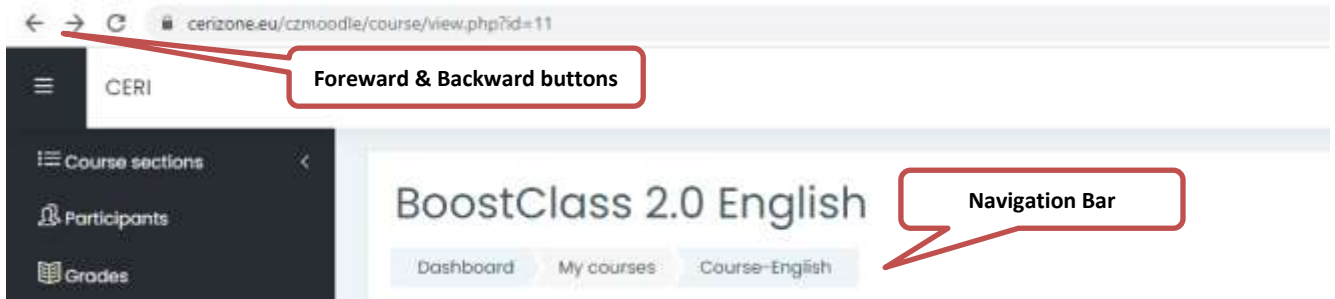 cerizone.eu/czmoodle/course/view.php?id=11
Foreward & Backward buttons
CERI
Course sections
BoostClass 2.0 English
Navigation Bar
Participants
Dashboard My courses Course-English
Grades